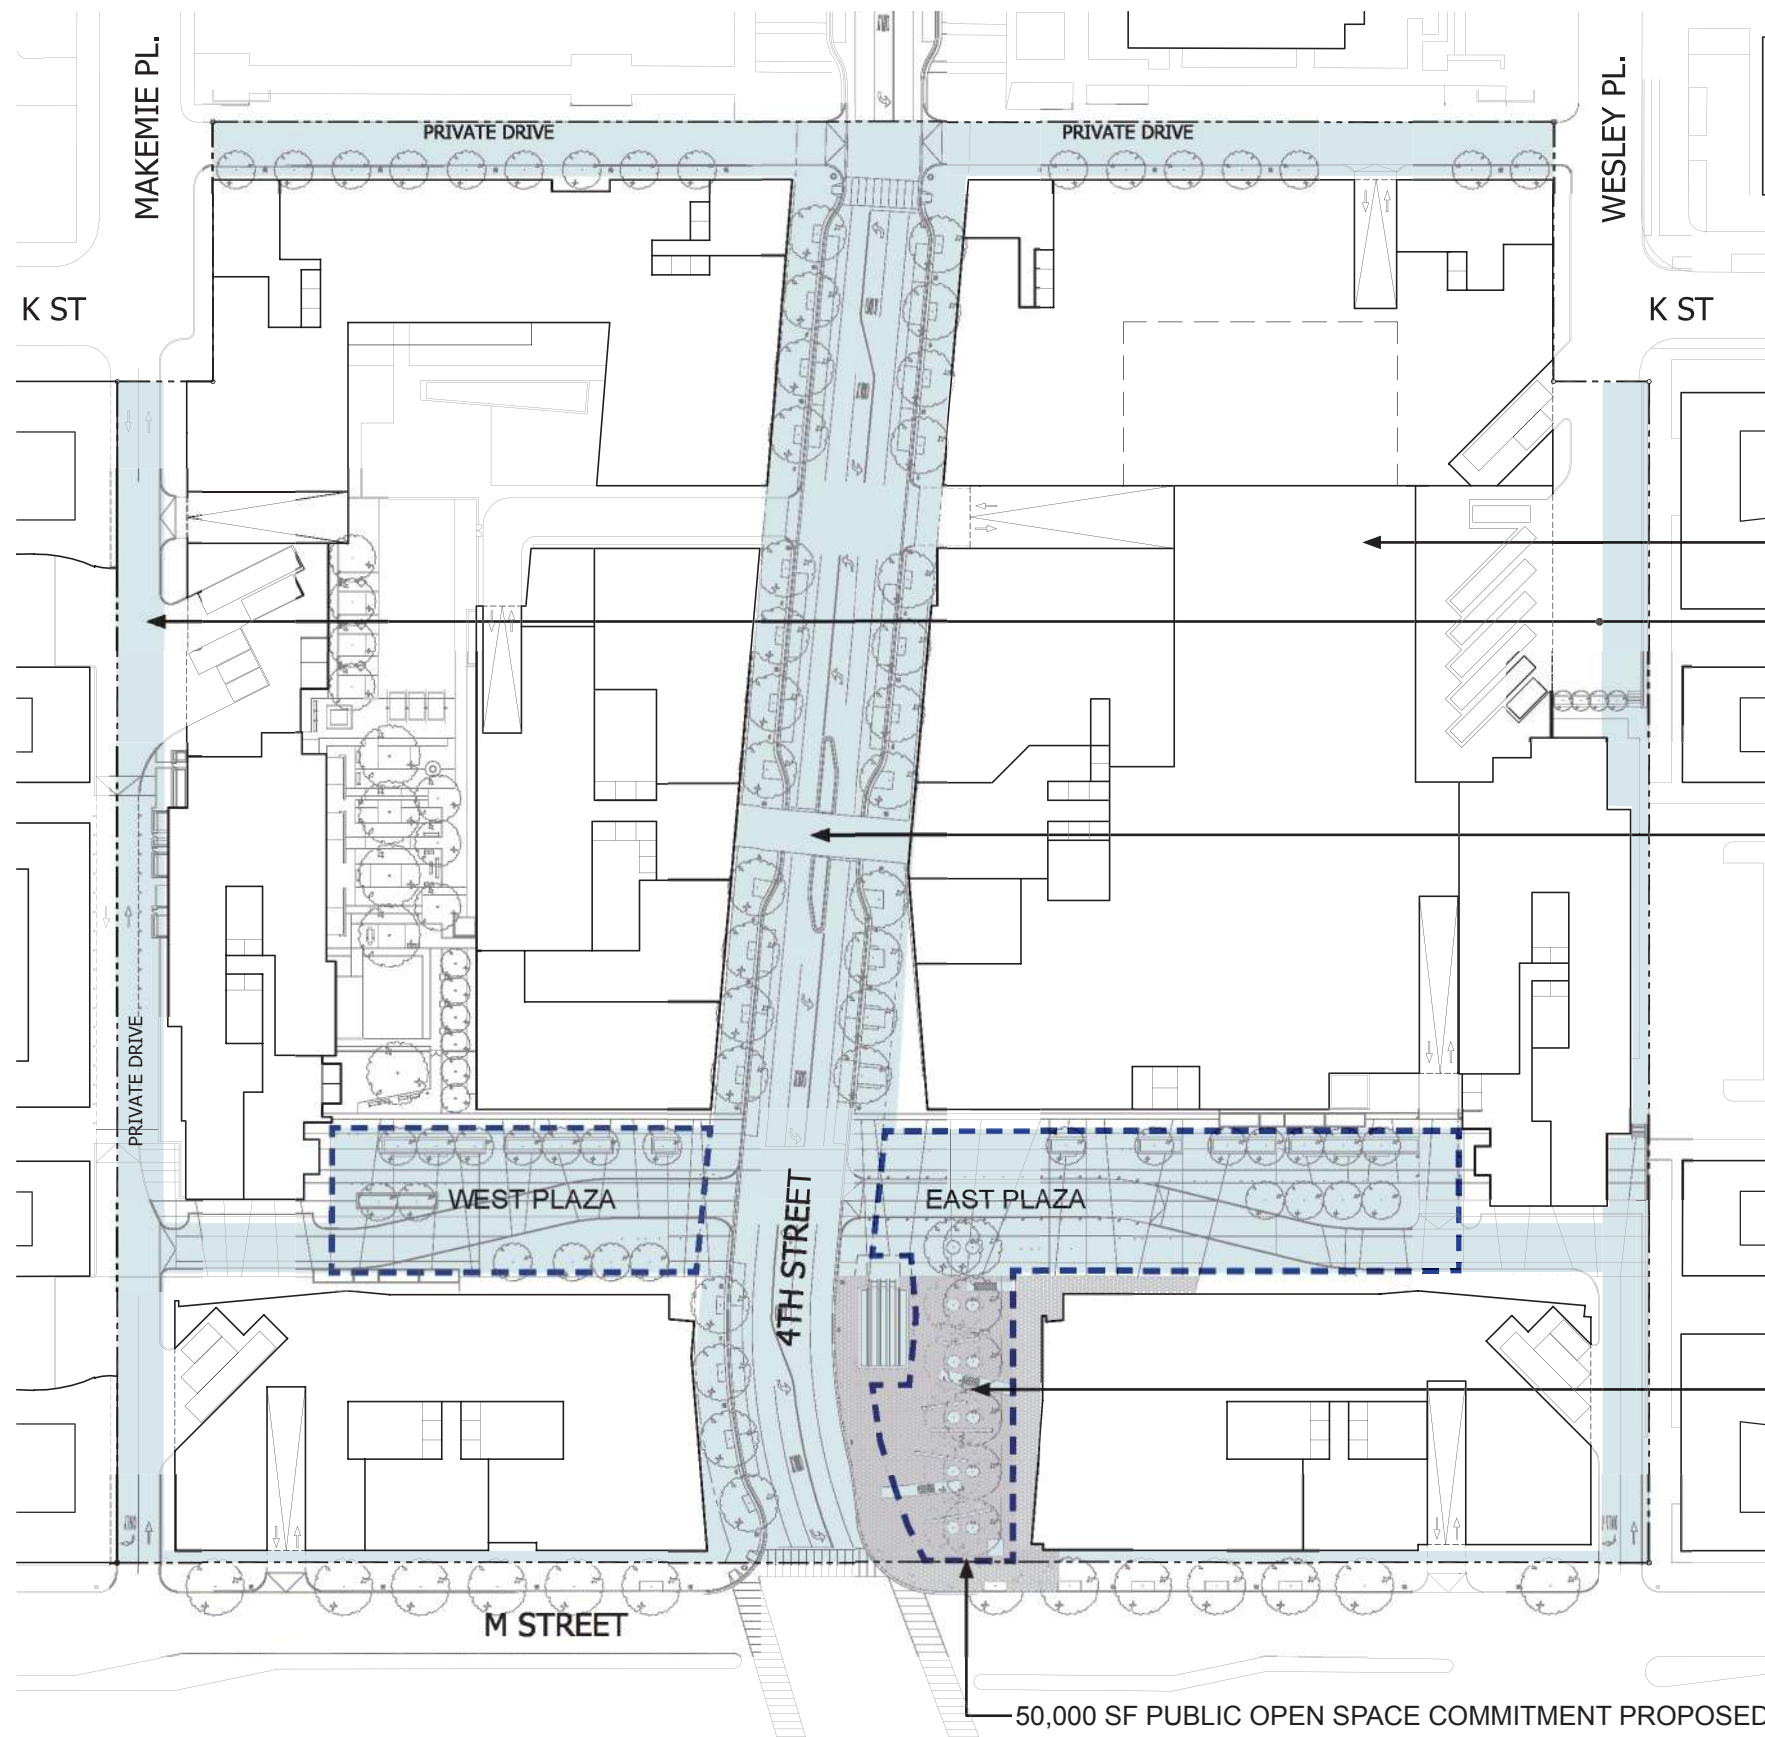 MAKEMIE PL.
WESLEY PL.
PRIVATE DRIVE
PRIVATE DRIVE
K ST
K ST
PRIVATE DRIVE
WEST PLAZA
4TH STREET
EAST PLAZA
M STREET
50,000 SF PUBLIC OPEN SPACE COMMITMENT PROPOSED